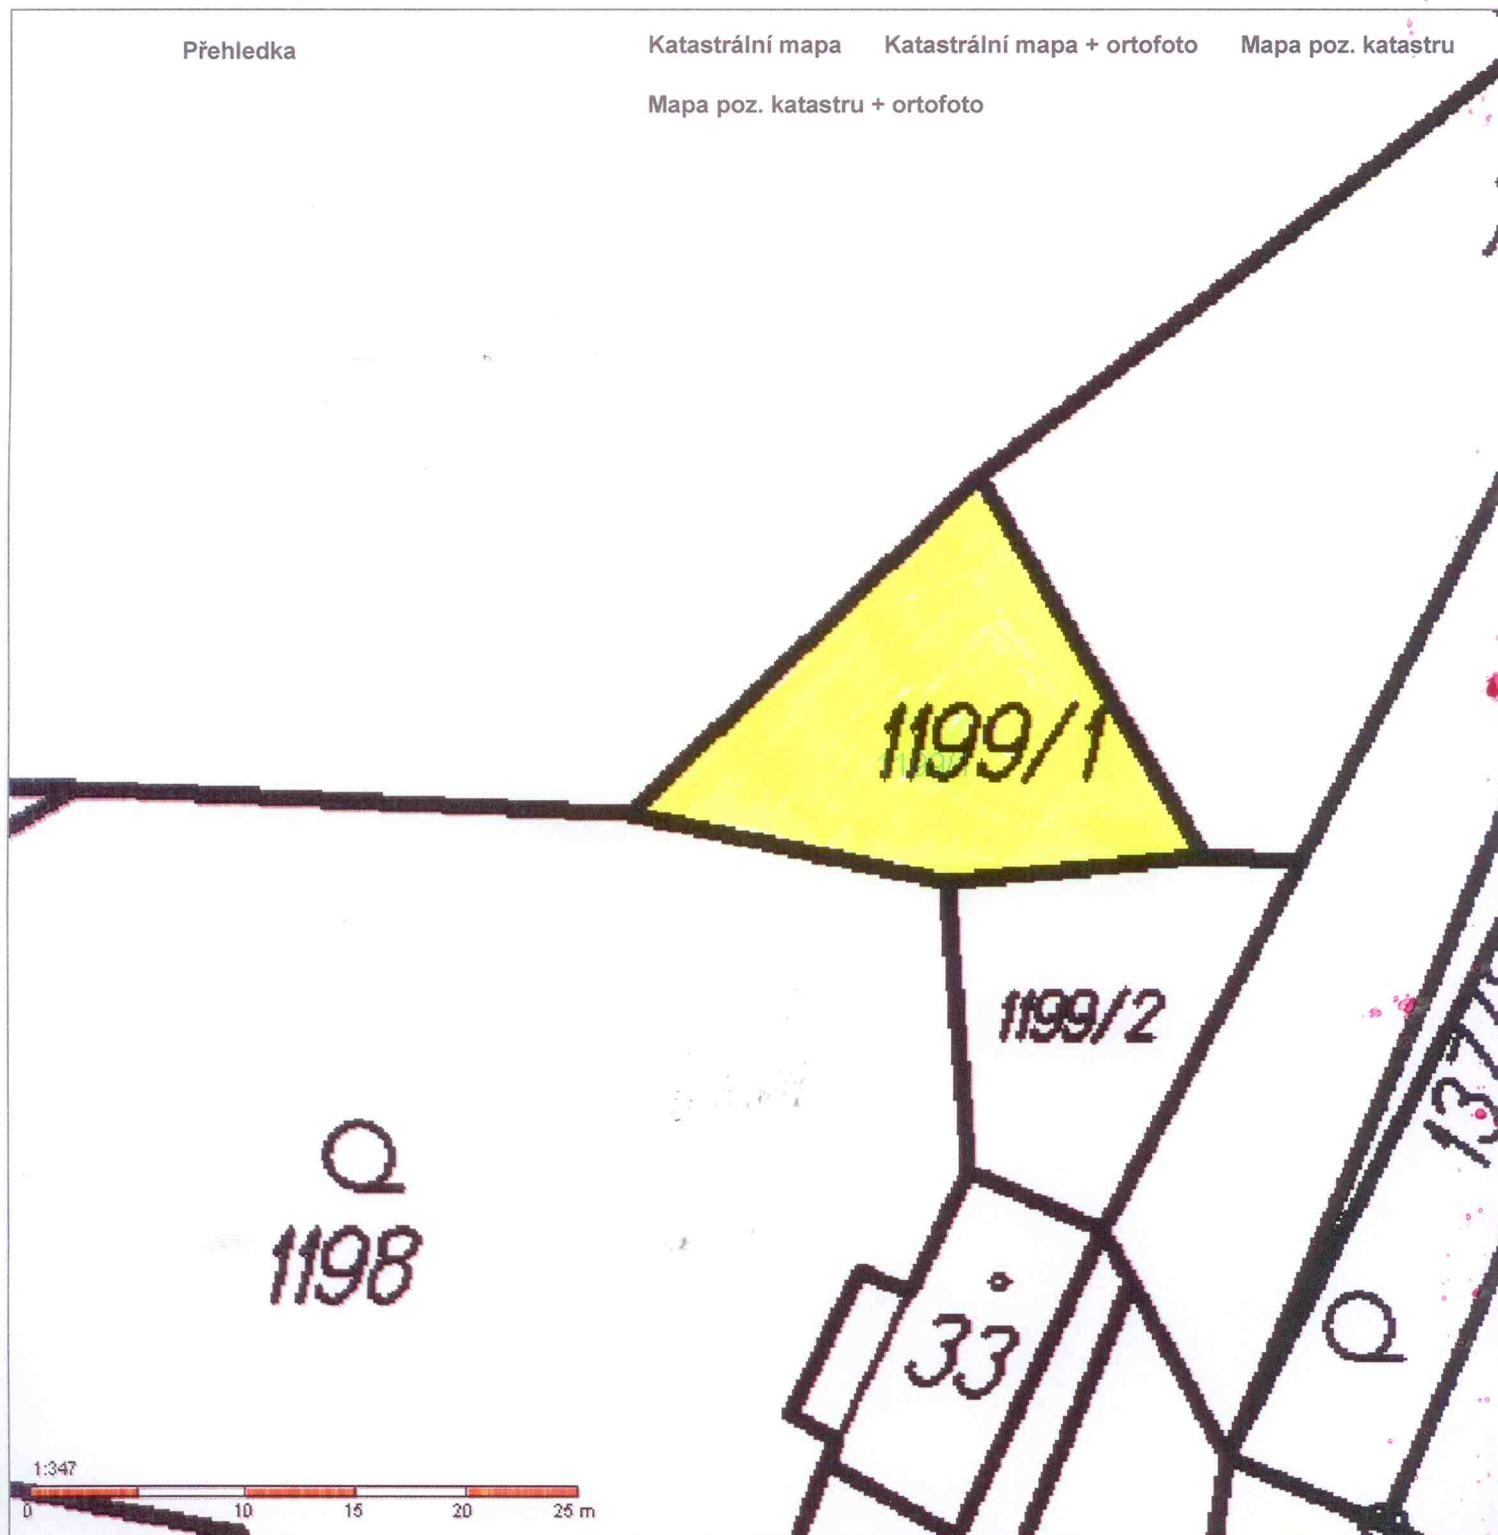 Přehledka
Katastrální mapa Katastrální mapa + ortofoto Mapa poz. katastru
Mapa poz. katastru + ortofoto
1199/1
1199/2
1198
33
1:347
0 10 15 20 25 m